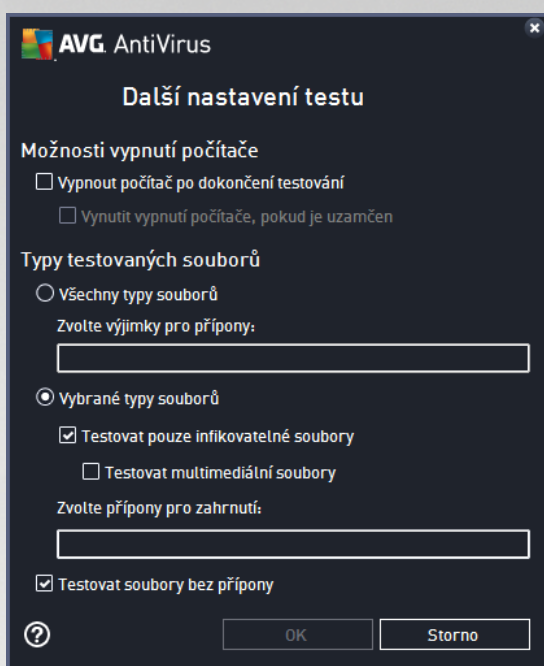 AVG. AntiVirus
Další nastavení testu
Možnosti vypnutí počítače
Vypnout počítač po dokončení testování
Vynutit vypnutí počítače, pokud je uzamčen
Typy testovaných souborů
Všechny typy souborů
Zvolte výjimky pro přípony:
Vybrané typy souborů
Testovat pouze infikovatelné soubory
Testovat multimediální soubory
Zvolte přípony pro zahrnutí:
Testovat soubory bez přípony
? OK Storno